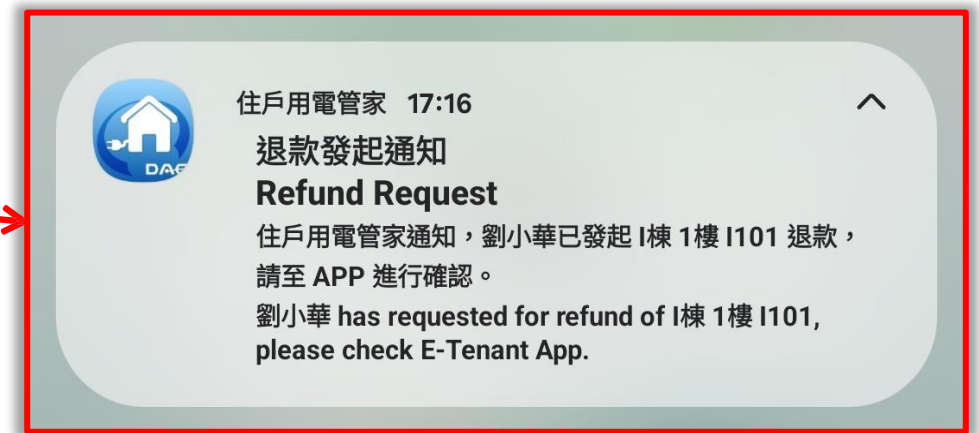 住戶用電管家 17:16
退款發起通知
Refund Request
住戶用電管家通知，劉小華已發起 I棟 1樓 I101 退款，
請至 APP 進行確認。
劉小華 has requested for refund of I棟 1樓 I101,
please check E-Tenant App.
DAE